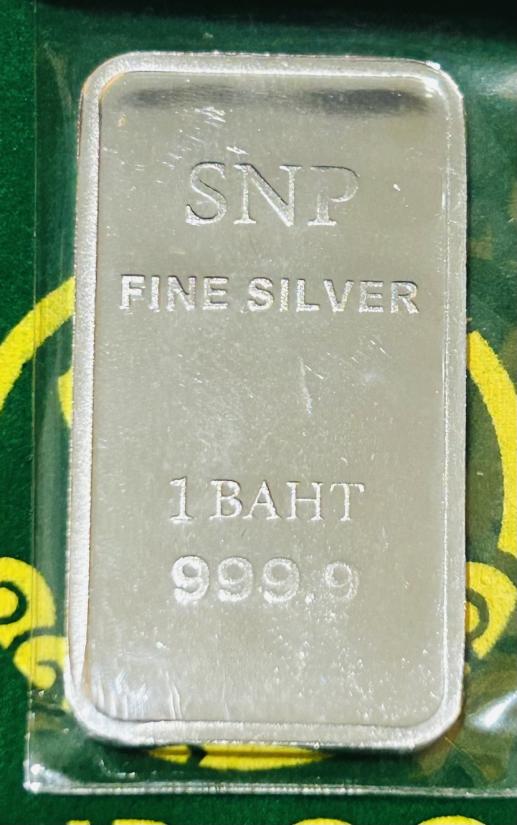 SNP
FINE SILVER
1 BAHT
999.9